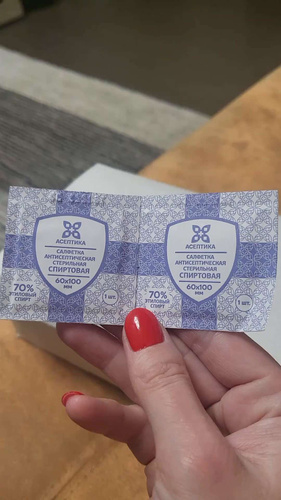 АСЕПТИКА
САЛФЕТКА
АНТИСЕПТИЧЕСКАЯ
СТЕРИЛЬНАЯ
СПИРТОВАЯ
60х100
ММ
70%
ЭТИЛОВЫЙ
СПИРТ
1 шт.
АСЕПТИКА
САЛФЕТКА
АНТИСЕПТИЧЕСКАЯ
СТЕРИЛЬНАЯ
СПИРТОВАЯ
60х100
ММ
70%
ЭТИЛОВЫЙ
СПИРТ
1 шт.